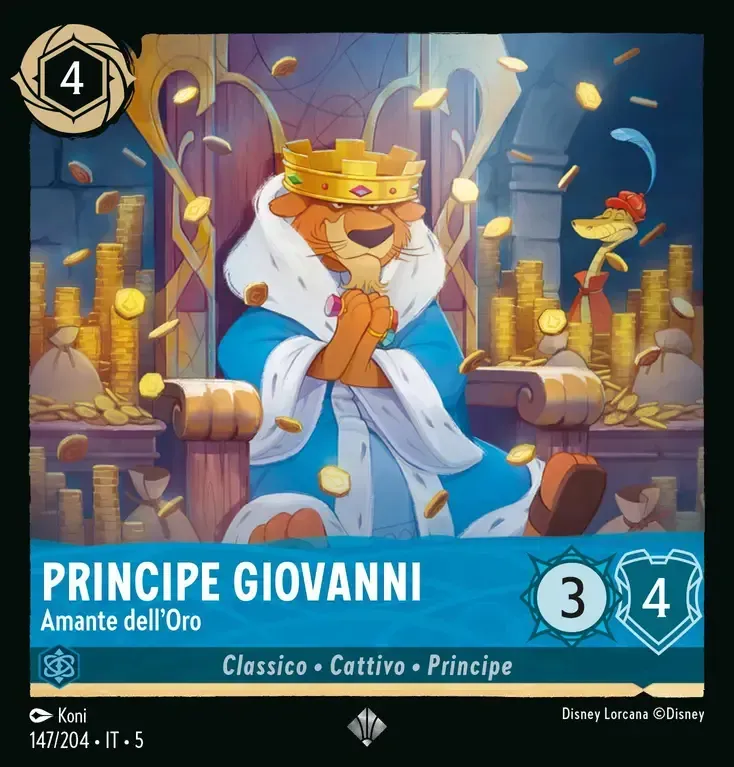 4
PRINCIPE GIOVANNI
Amante dell'Oro
3
4
Classico • Cattivo • Principe
Koni
Disney Lorcana ©Disney
147/204 • IT • 5